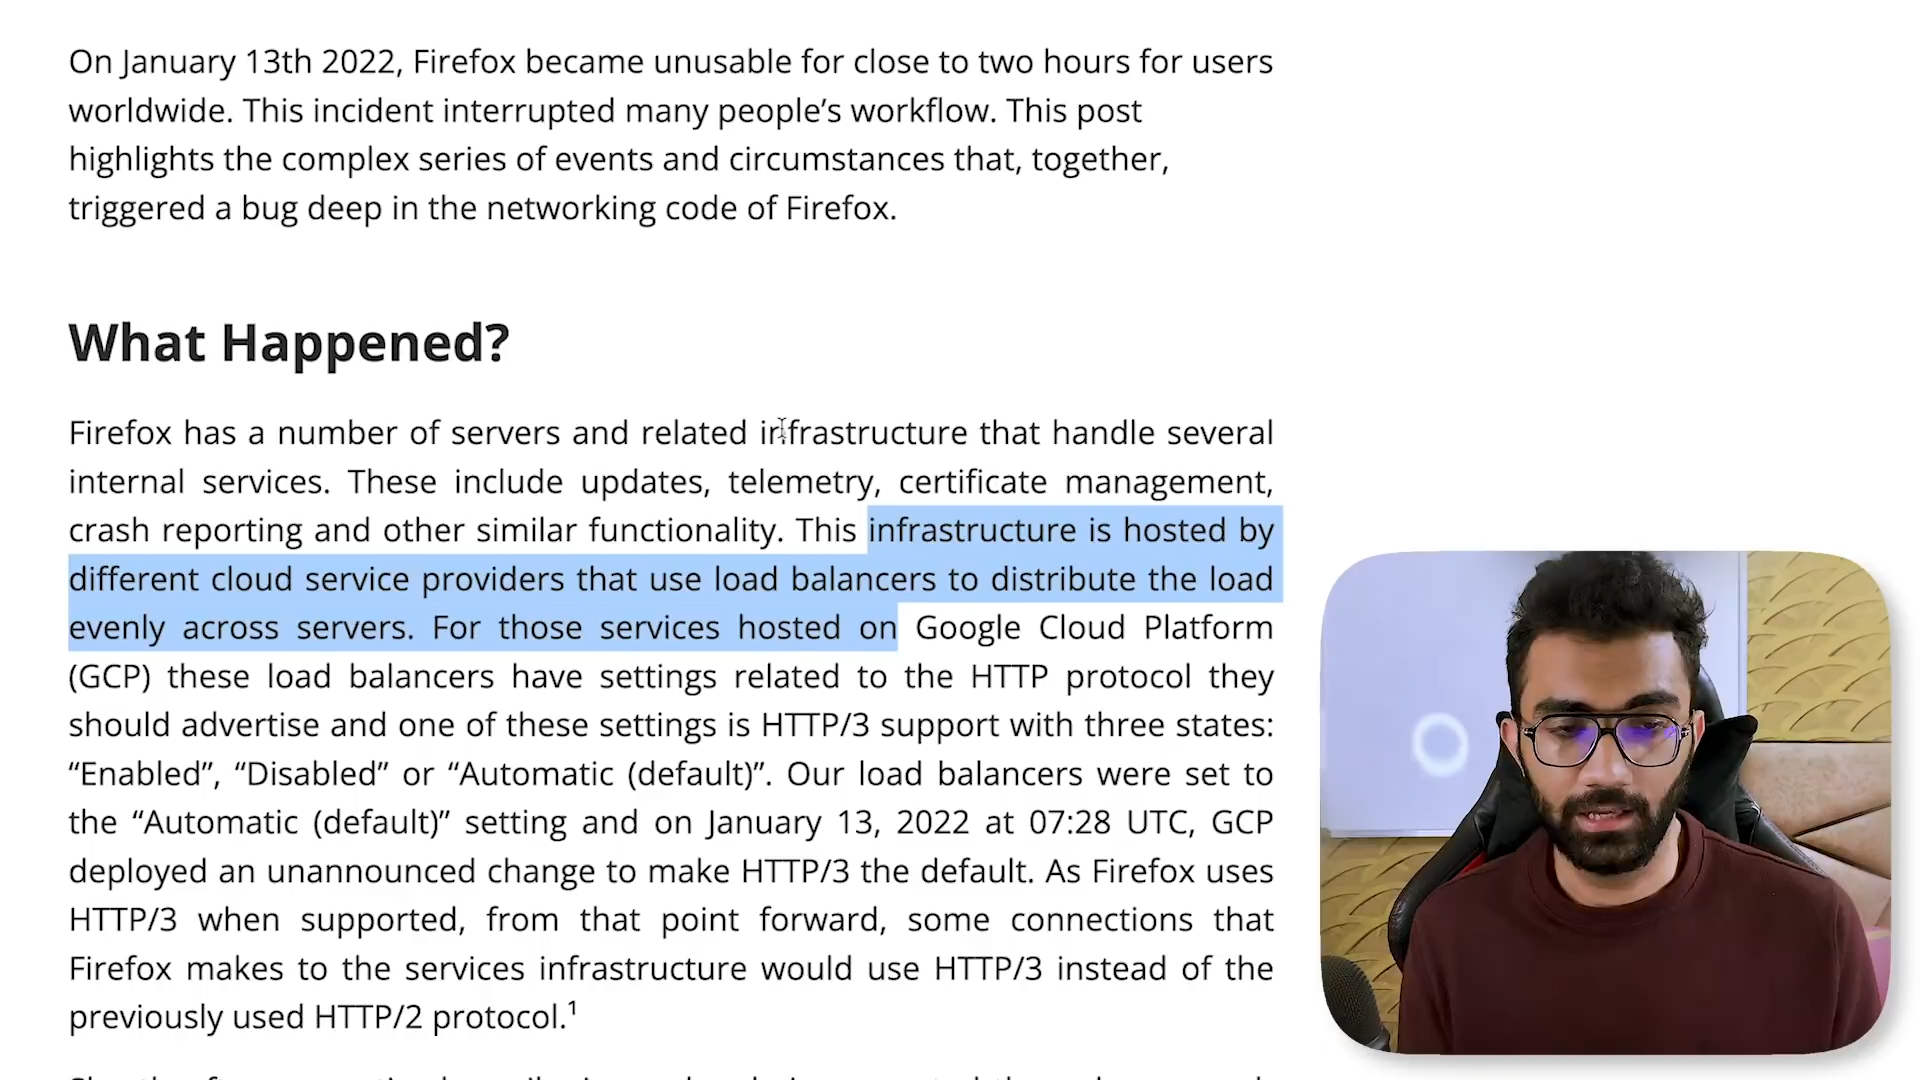 On January 13th 2022, Firefox became unusable for close to two hours for users
worldwide. This incident interrupted many people’s workflow. This post
highlights the complex series of events and circumstances that, together,
triggered a bug deep in the networking code of Firefox.
What Happened?
Firefox has a number of servers and related infrastructure that handle several
internal services. These include updates, telemetry, certificate management,
crash reporting and other similar functionality. This infrastructure is hosted by
different cloud service providers that use load balancers to distribute the load
evenly across servers. For those services hosted on Google Cloud Platform
(GCP) these load balancers have settings related to the HTTP protocol they
should advertise and one of these settings is HTTP/3 support with three states:
“Enabled”, “Disabled” or “Automatic (default)”. Our load balancers were set to
the “Automatic (default)” setting and on January 13, 2022 at 07:28 UTC, GCP
deployed an unannounced change to make HTTP/3 the default. As Firefox uses
HTTP/3 when supported, from that point forward, some connections that
Firefox makes to the services infrastructure would use HTTP/3 instead of the
previously used HTTP/2 protocol.¹